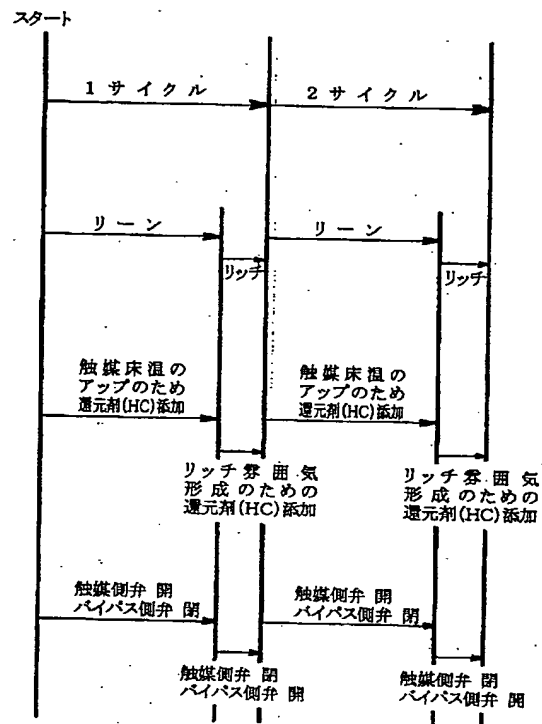 スタート
1 サイクル
2 サイクル
リーン
リーン
リッチ
リッチ
触媒床温の
アップのため
還元剤(HC)添加
触媒床温の
アップのため
還元剤(HC)添加
リッチ雰囲気
形成のための
還元剤(HC)添加
リッチ雰囲気
形成のための
還元剤(HC)添加
触媒側弁 開
バイパス側弁 閉
触媒側弁 開
バイパス側弁 閉
触媒側弁 閉
バイパス側弁 開
触媒側弁 閉
バイパス側弁 開